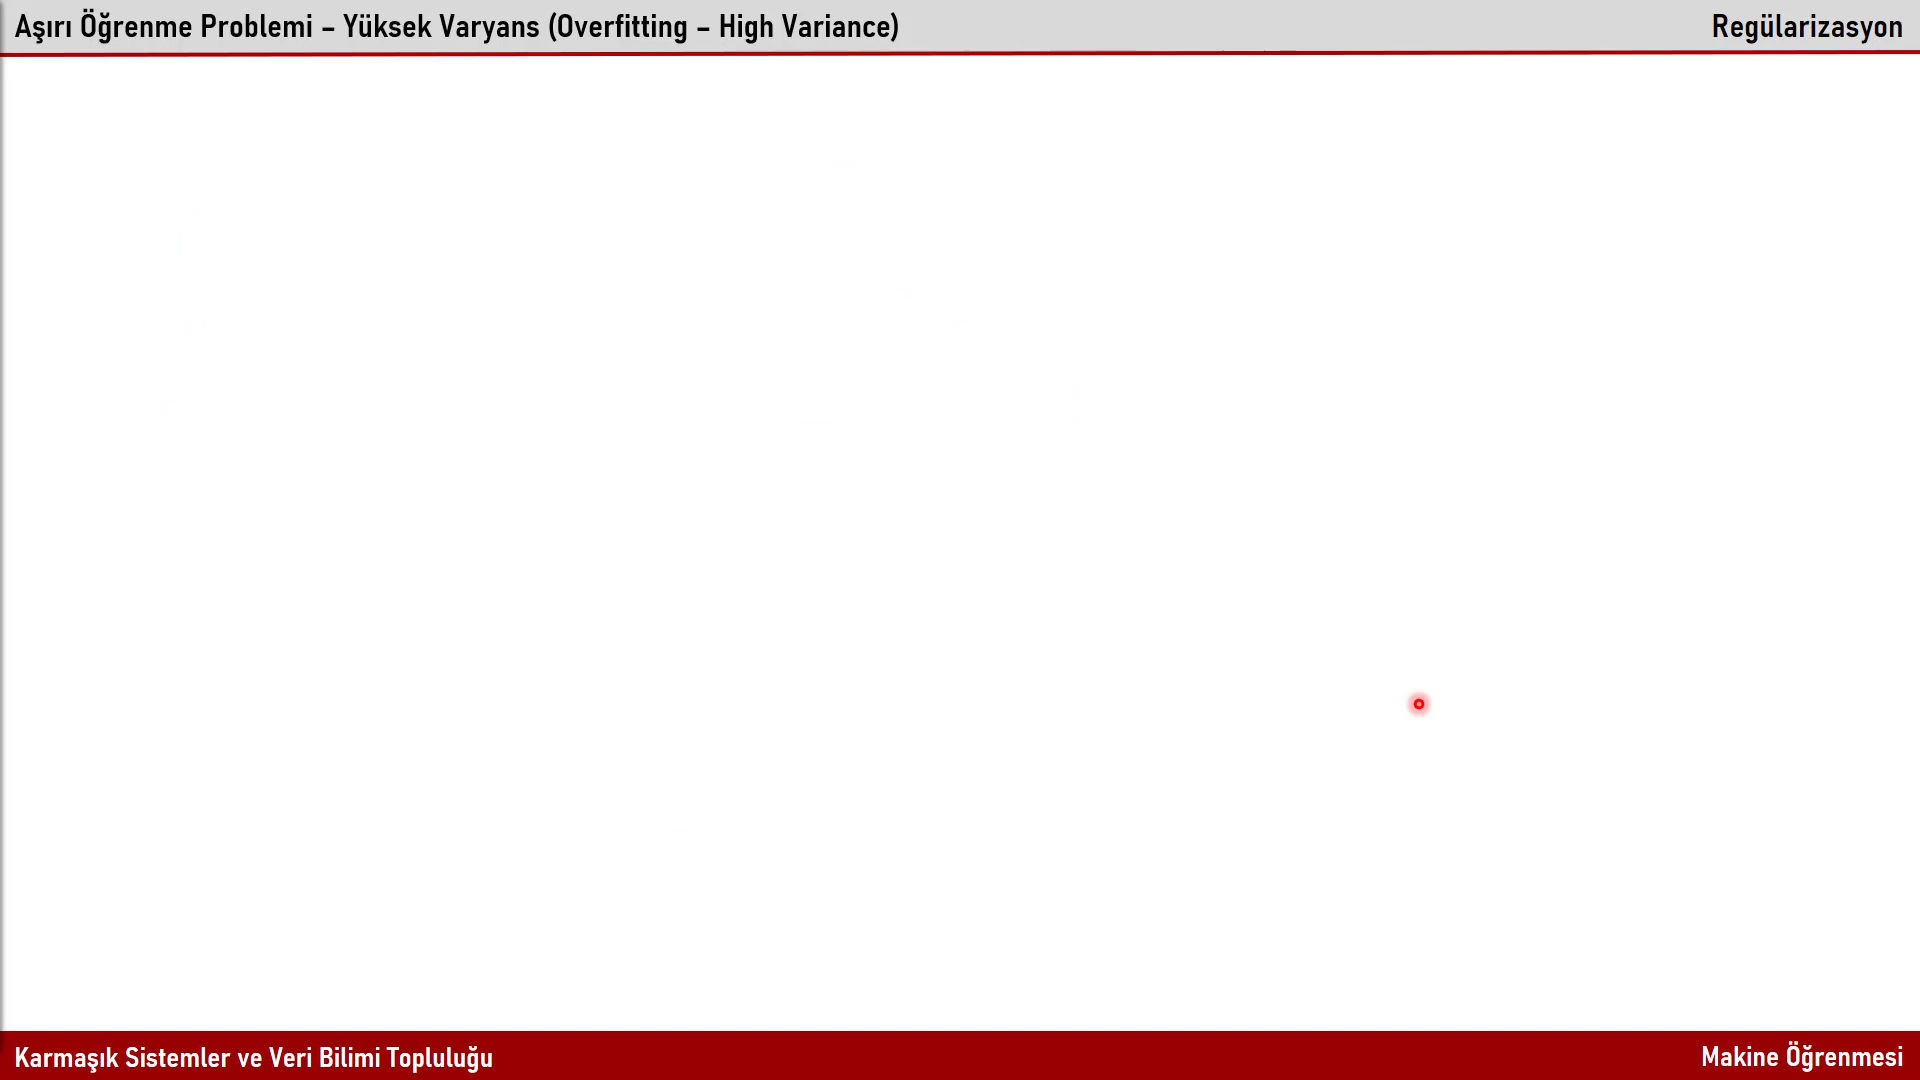 Aşırı Öğrenme Problemi – Yüksek Varyans (Overfitting – High Variance)
Regülarizasyon
Karmaşık Sistemler ve Veri Bilimi Topluluğu
Makine Öğrenmesi